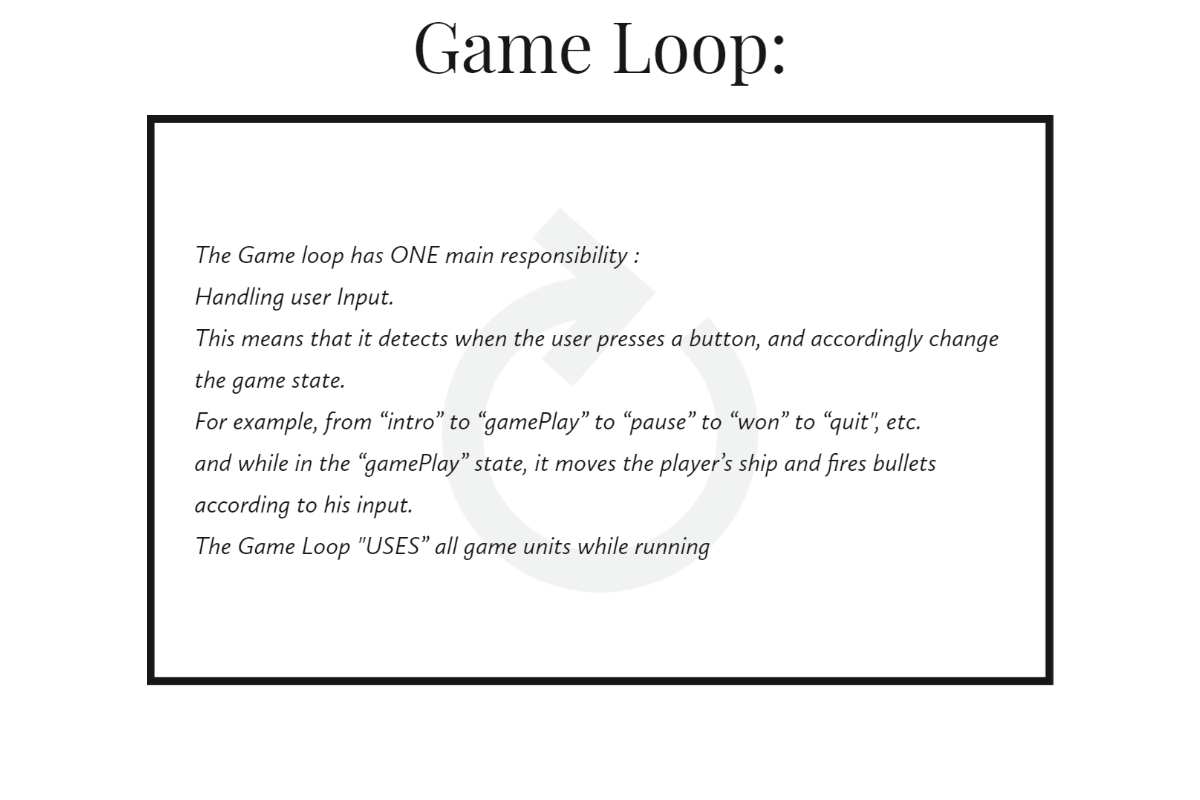 Game Loop:
The Game loop has ONE main responsibility :
Handling user Input.
This means that it detects when the user presses a button, and accordingly change
the game state.
For example, from “intro” to “gamePlay” to “pause” to “won” to “quit", etc.
and while in the “gamePlay” state, it moves the player’s ship and fires bullets
according to his input.
The Game Loop "USES” all game units while running